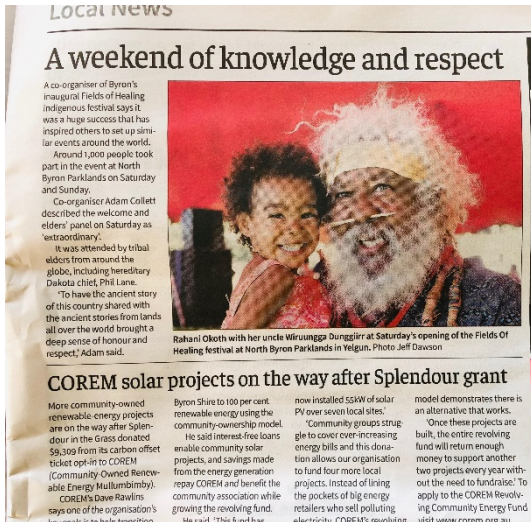 Local News
A weekend of knowledge and respect
A co-organiser of Byron's
inaugural Fields of Healing
indigenous festival says it
was a huge success that has
inspired others to set up simi-
lar events around the world.
Around 1,000 people took
part in the event at North
Byron Parklands on Saturday
and Sunday.
Co-organiser Adam Collett
described the welcome and
elders' panel on Saturday as
'extraordinary'.
It was attended by tribal
elders from around the
globe, including hereditary
Dakota chief, Phil Lane.
'To have the ancient story
of this country shared with
the ancient stories from lands
all over the world brought a
deep sense of honour and
respect,' Adam said.
Rahani Okoth with her uncle Wiruungga Dunggiirr at Saturday's opening of the Fields Of
Healing festival at North Byron Parklands in Yelgun. Photo Jeff Dawson
COREM solar projects on the way after Splendour grant
More community-owned
renewable-energy projects
are on the way after Splen-
dour in the Grass donated
$9,309 from its carbon offset
ticket opt-in to COREM
(Community-Owned Renew-
able Energy Mullumbimby).
COREM's Dave Rawlins
says one of the organisation's
Byron Shire to 100 per cent
renewable energy using the
community-ownership model.
He said interest-free loans
enable community solar
projects, and savings made
from the energy generation
repay COREM and benefit the
community association while
growing the revolving fund.
He said, 'This fund has
now installed 55kW of solar
PV over seven local sites.'
'Community groups strug-
gle to cover ever-increasing
energy bills and this dona-
tion allows our organisation
to fund four more local
projects. Instead of lining
the pockets of big energy
retailers who sell polluting
electricity, COREM's revolving
model demonstrates there is
an alternative that works.
'Once these projects are
built, the entire revolving
fund will return enough
money to support another
two projects every year with-
out the need to fundraise.' To
apply to the COREM Revolv-
ing Community Energy Fund
visit www.corem.org.au